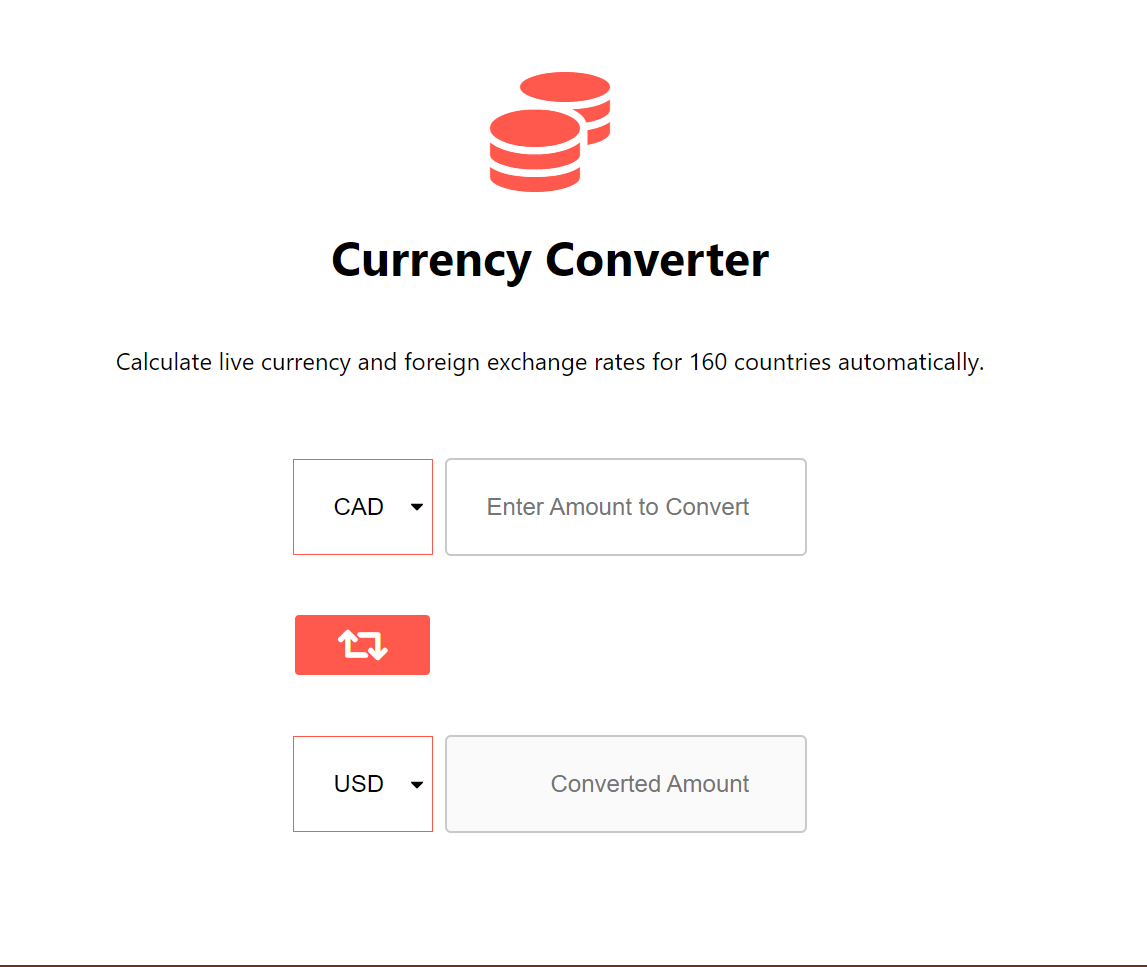 Currency Converter
Calculate live currency and foreign exchange rates for 160 countries automatically.
CAD Enter Amount to Convert
USD Converted Amount